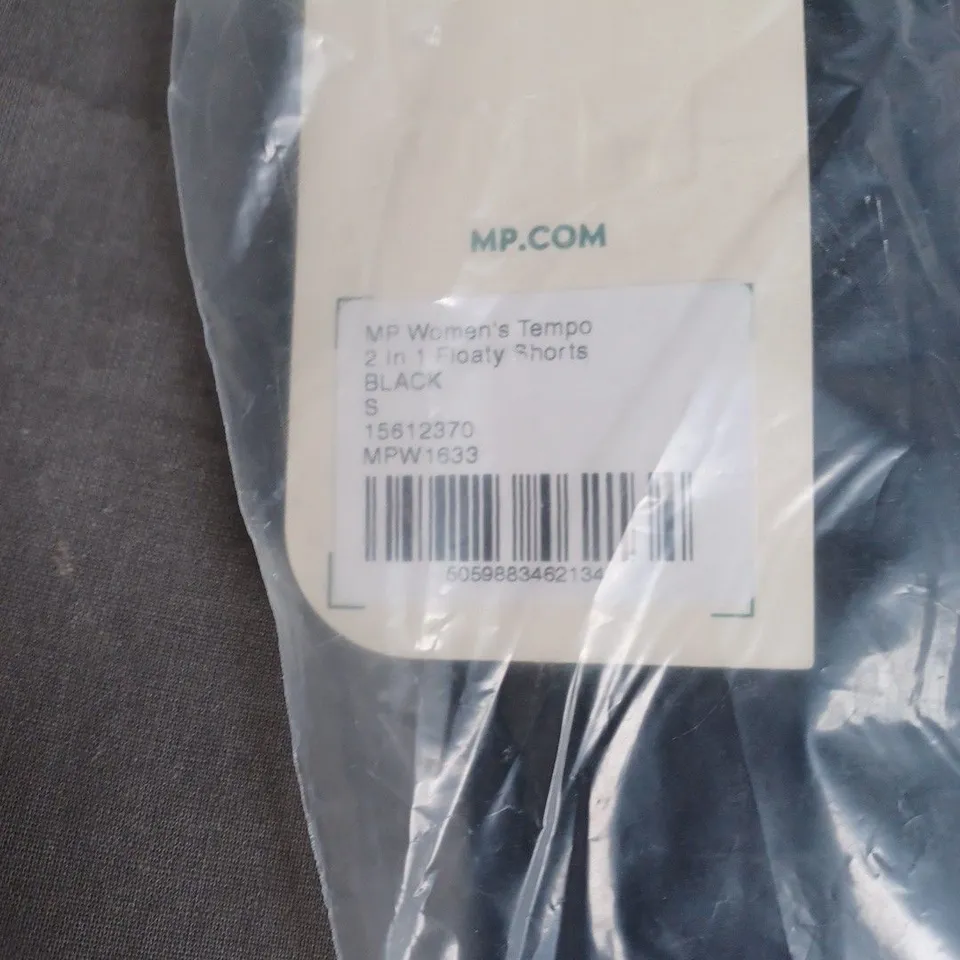 MP.COM
MP Women's Tempo
2 In 1 Floaty Shorts
BLACK
S
15612370
MPW1633
5059883462134